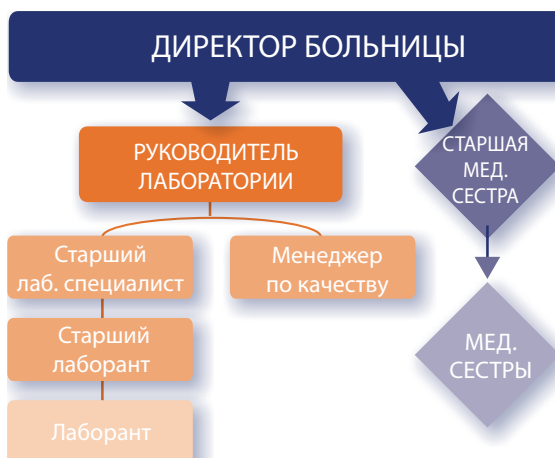 ДИРЕКТОР БОЛЬНИЦЫ
РУКОВОДИТЕЛЬ
ЛАБОРАТОРИИ
СТАРШАЯ
МЕД.
СЕСТРА
Старший
лаб. специалист
Менеджер
по качеству
Старший
лаборант
МЕД.
СЕСТРЫ
Лаборант